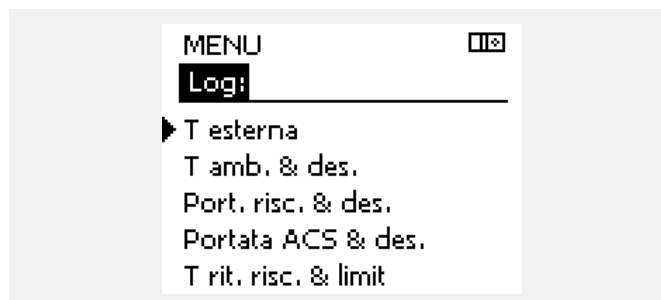 MENU
Log:
T esterna
T amb. & des.
Port. risc. & des.
Portata ACS & des.
T rit. risc. & limit